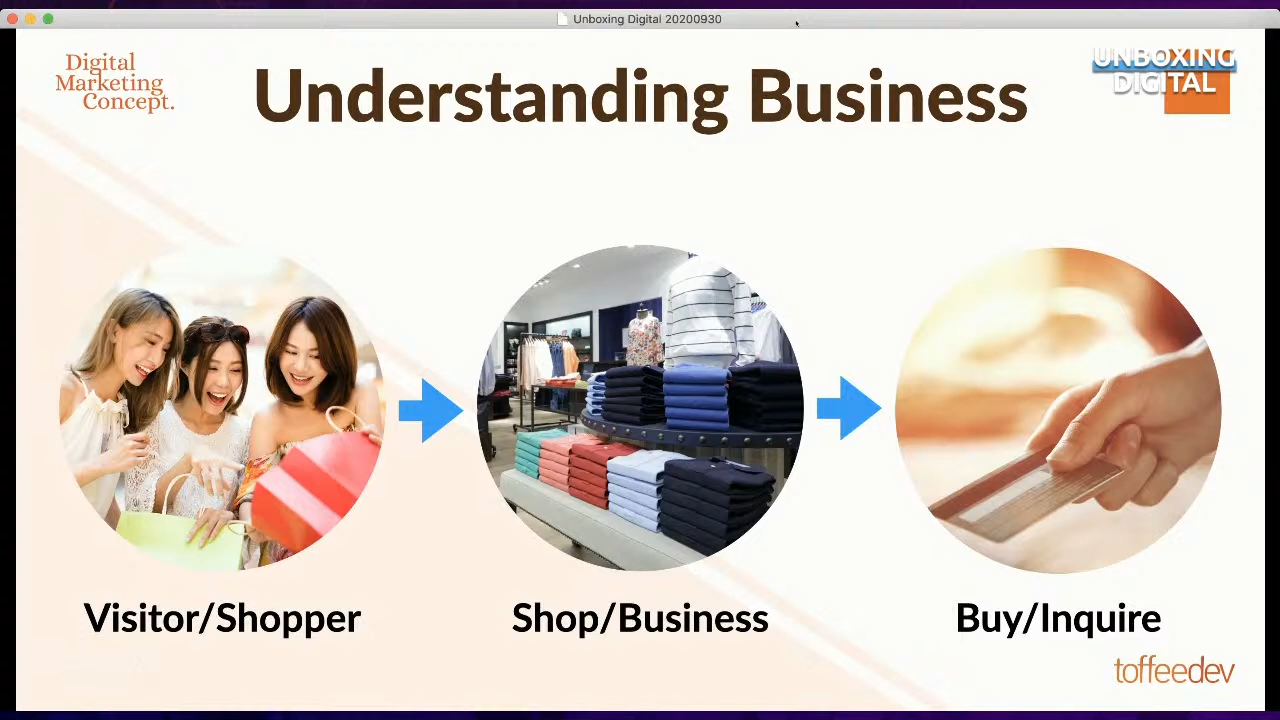 Unboxing Digital 20200930
Digital
Marketing
Concept.
Understanding Business
UNBOXING
DIGITAL
Visitor/Shopper
Shop/Business
Buy/Inquire
toffeedev